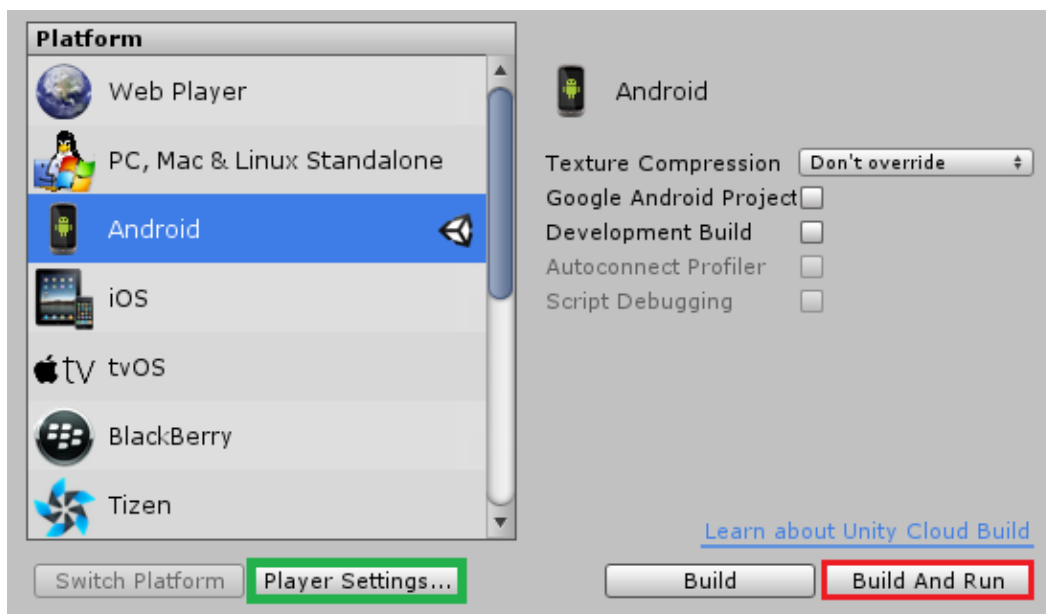 Platform
Web Player
PC, Mac & Linux Standalone
Android
iOS
tv tvOS
BlackBerry
Tizen
Switch Platform
Player Settings...
Android
Texture Compression Don't override
Google Android Project
Development Build
Autoconnect Profiler
Script Debugging
Learn about Unity Cloud Build
Build
Build And Run